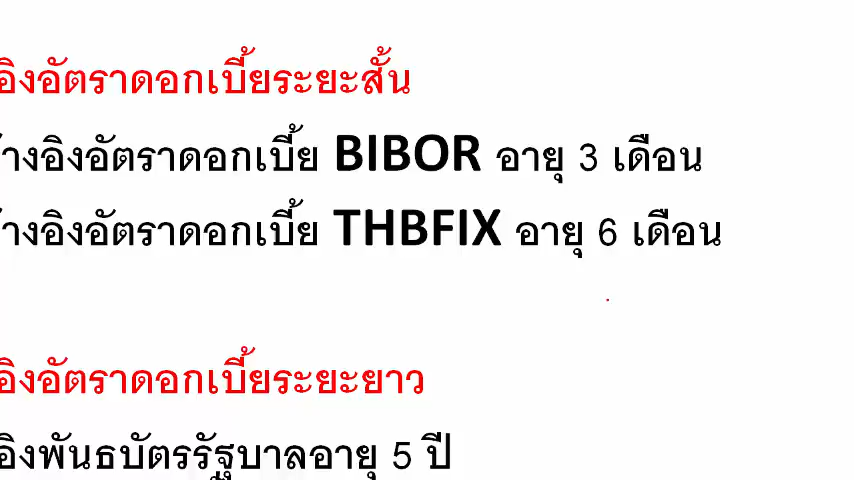 อิงอัตราดอกเบี้ยระยะสั้น
างอิงอัตราดอกเบี้ย BIBOR อายุ 3 เดือน
างอิงอัตราดอกเบี้ย THBFIX อายุ 6 เดือน
อิงอัตราดอกเบี้ยระยะยาว
อิงพันธบัตรรัฐบาลอายุ 5 ปี